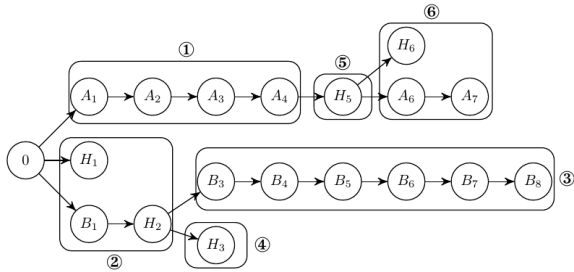 ⑥
① H₆
⑤
A₁ A₂ A₃ A₄ H₅ A₆ A₇
0 H₁
B₃ B₄ B₅ B₆ B₇ B₈ ③
B₁ H₂
H₃ ④
②